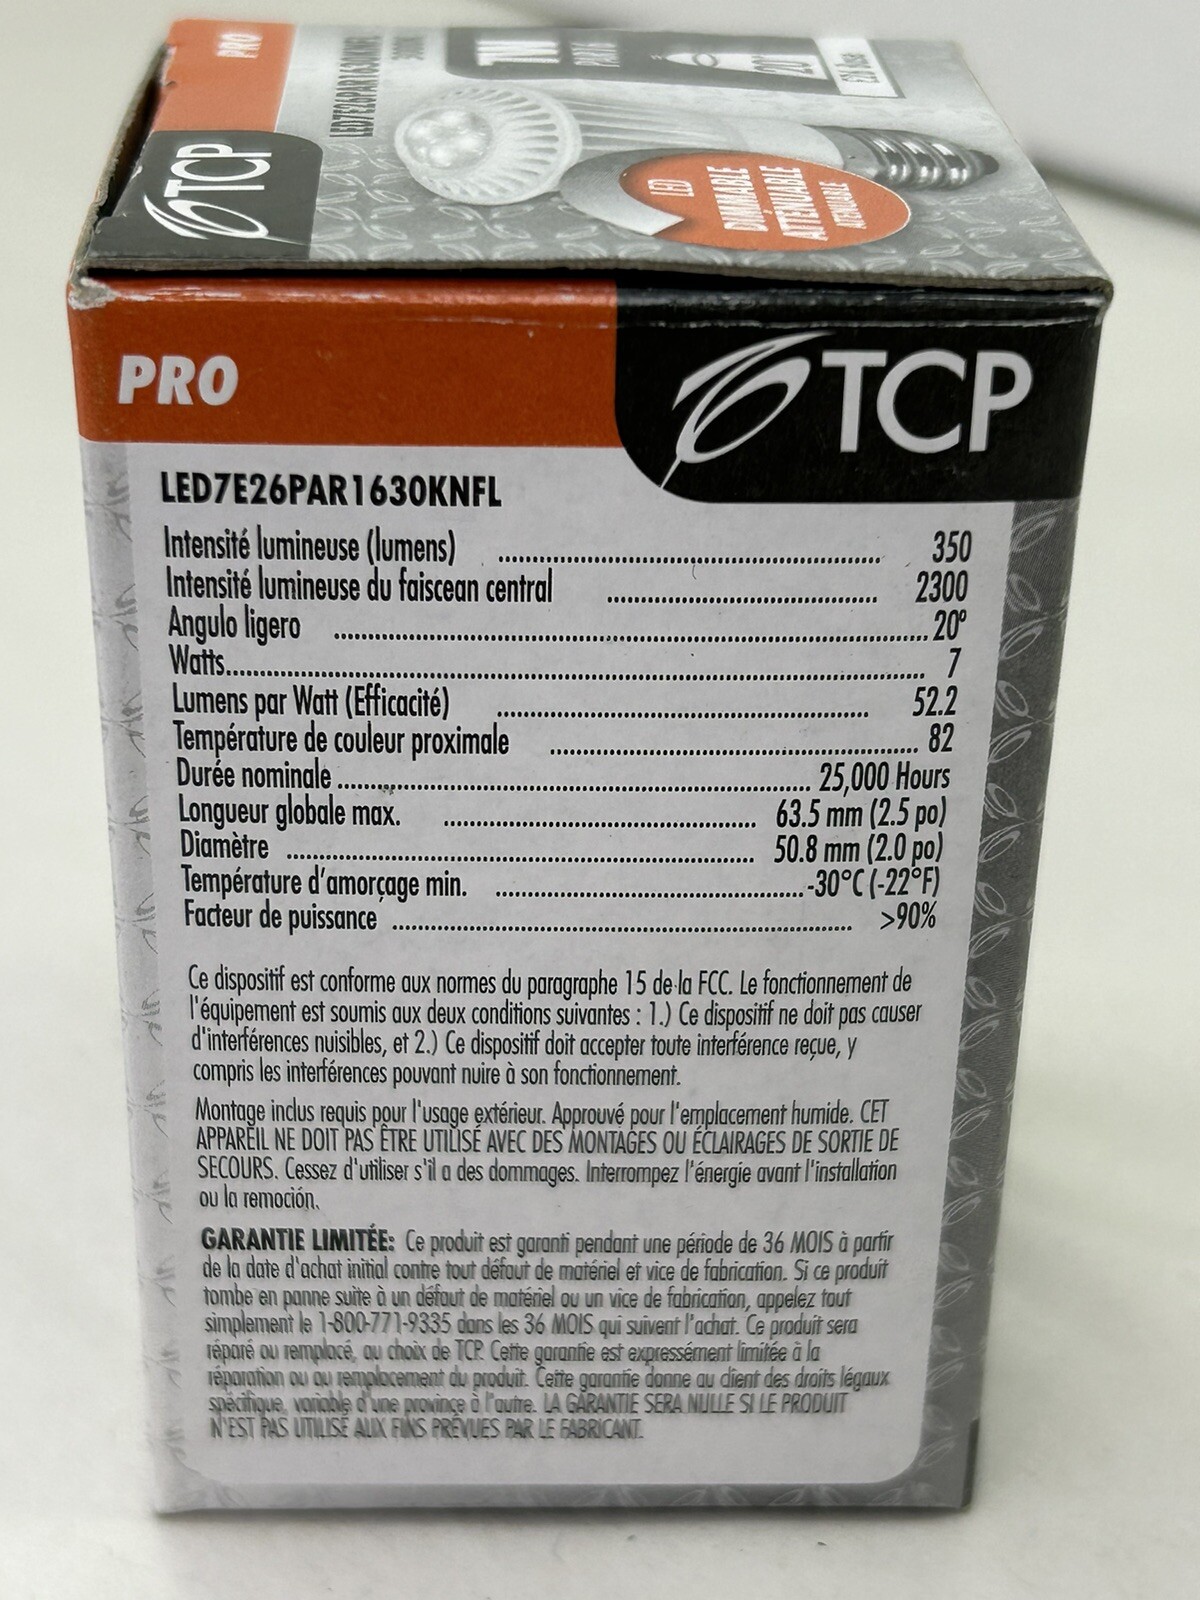 PRO
TCP
LED7E26PAR1630KNFL
3000K
7W
PAR16
20°
E26 Base
LED
DIMMABLE
ATTÉNUABLE
ATENUABLE
PRO
TCP
LED7E26PAR1630KNFL
Intensité lumineuse (lumens) 350
Intensité lumineuse du faiscean central 2300
Angulo ligero 20°
Watts 7
Lumens par Watt (Efficacité) 52.2
Température de couleur proximale 82
Durée nominale 25,000 Hours
Longueur globale max. 63.5 mm (2.5 po)
Diamètre 50.8 mm (2.0 po)
Température d'amorçage min. -30°C (-22°F)
Facteur de puissance >90%
Ce dispositif est conforme aux normes du paragraphe 15 de la FCC. Le fonctionnement de
l'équipement est soumis aux deux conditions suivantes : 1.) Ce dispositif ne doit pas causer
d'interférences nuisibles, et 2.) Ce dispositif doit accepter toute interférence reçue, y
compris les interférences pouvant nuire à son fonctionnement.
Montage inclus requis pour l'usage extérieur. Approuvé pour l'emplacement humide. CET
APPAREIL NE DOIT PAS ÊTRE UTILISÉ AVEC DES MONTAGES OU ÉCLAIRAGES DE SORTIE DE
SECOURS. Cessez d'utiliser s'il a des dommages. Interrompez l'énergie avant l'installation
ou la remoción.
GARANTIE LIMITÉE: Ce produit est garanti pendant une période de 36 MOIS à partir
de la date d'achat initial contre tout défaut de matériel et vice de fabrication. Si ce produit
tombe en panne suite à un défaut de matériel ou un vice de fabrication, appelez tout
simplement le 1-800-771-9335 dans les 36 MOIS qui suivent l'achat. Ce produit sera
réparé ou remplacé, au choix de TCP. Cette garantie est expressément limitée à la
réparation ou au remplacement du produit. Cette garantie donne au client des droits légaux
spécifique, variable d'une province à l'autre. LA GARANTIE SERA NULLE SI LE PRODUIT
N'EST PAS UTILISÉ AUX FINS PRÉVUES PAR LE FABRICANT.